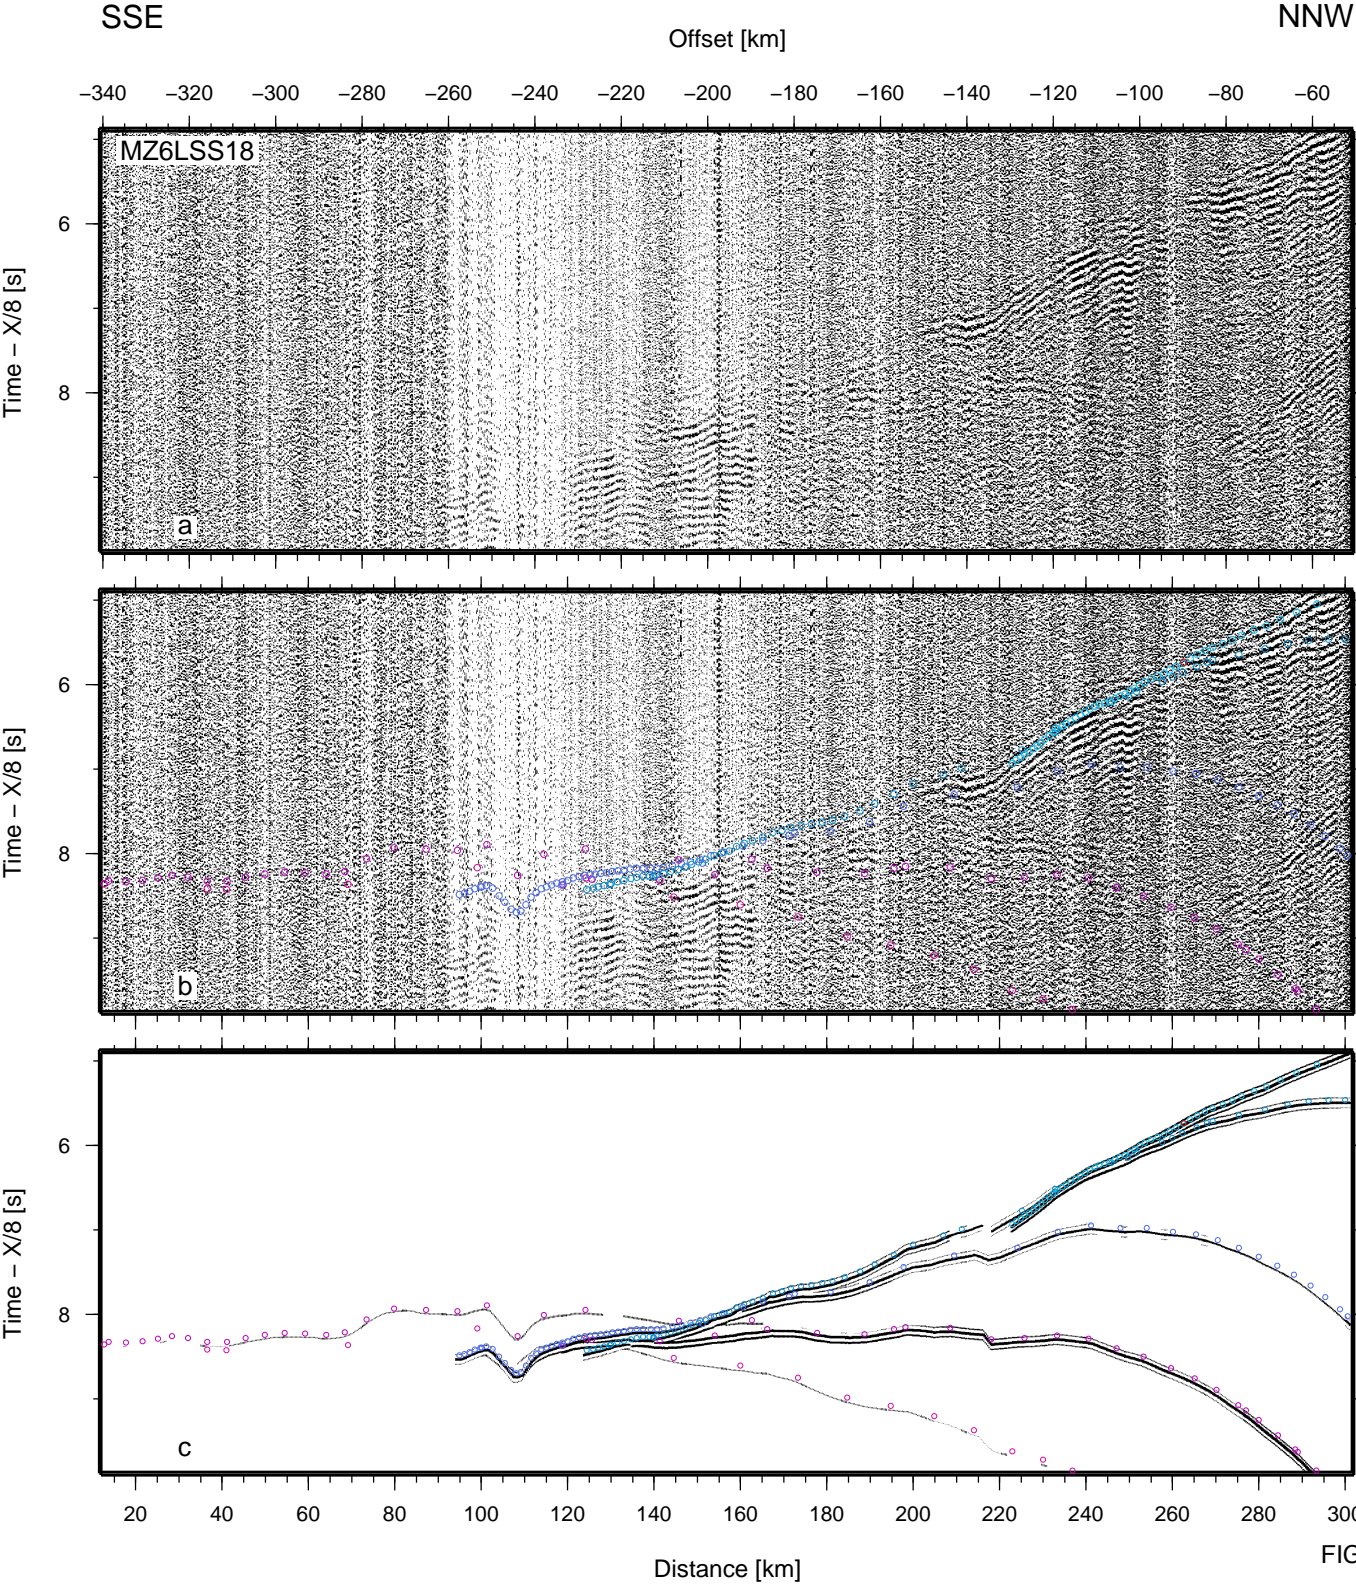 SSE NNW
Offset [km]
−340 −320 −300 −280 −260 −240 −220 −200 −180 −160 −140 −120 −100 −80 −60
MZ6LSS18
6
8
Time – X/8 [s]
a
6
8
Time – X/8 [s]
b
6
8
Time – X/8 [s]
c
20 40 60 80 100 120 140 160 180 200 220 240 260 280 300
Distance [km]
FIG